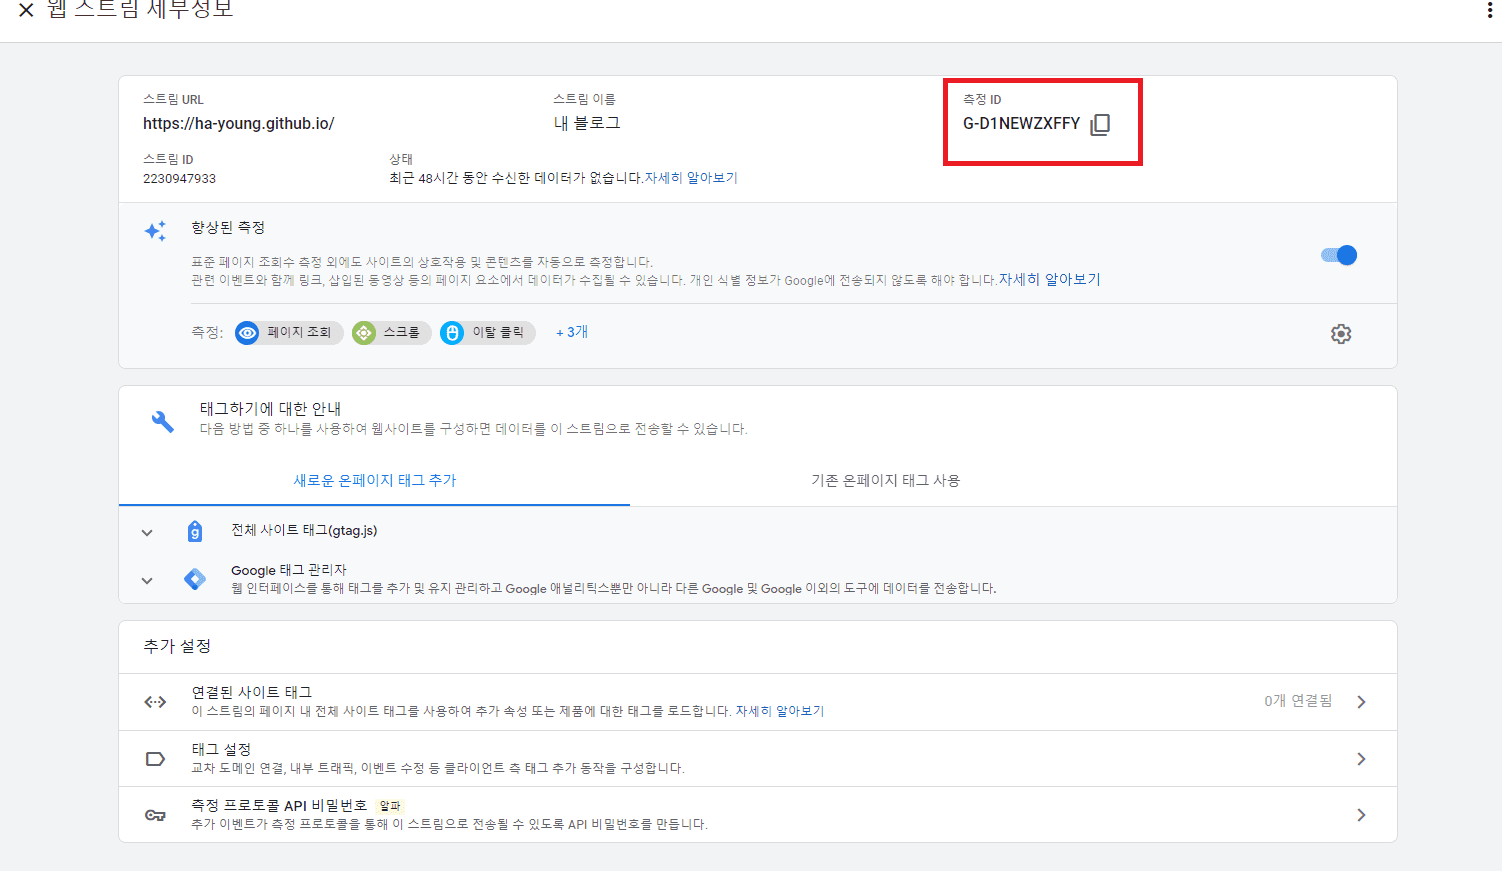 웹 스트림 세부정보
스트림 URL
스트림 이름
측정 ID
https://ha-young.github.io/
내 블로그
G-D1NEWZXFFY
스트림 ID
상태
2230947933
최근 48시간 동안 수신한 데이터가 없습니다.자세히 알아보기
향상된 측정
표준 페이지 조회수 측정 외에도 사이트의 상호작용 및 콘텐츠를 자동으로 측정합니다.
관련 이벤트와 함께 링크, 삽입된 동영상 등의 페이지 요소에서 데이터가 수집될 수 있습니다. 개인 식별 정보가 Google에 전송되지 않도록 해야 합니다.자세히 알아보기
측정: 페이지 조회 스크롤 이탈 클릭 + 3개
태그하기에 대한 안내
다음 방법 중 하나를 사용하여 웹사이트를 구성하면 데이터를 이 스트림으로 전송할 수 있습니다.
새로운 온페이지 태그 추가
기존 온페이지 태그 사용
g
전체 사이트 태그(gtag.js)
Google 태그 관리자
웹 인터페이스를 통해 태그를 추가 및 유지 관리하고 Google 애널리틱스뿐만 아니라 다른 Google 및 Google 이외의 도구에 데이터를 전송합니다.
추가 설정
연결된 사이트 태그
이 스트림의 페이지 내 전체 사이트 태그를 사용하여 추가 속성 또는 제품에 대한 태그를 로드합니다. 자세히 알아보기
0개 연결됨
태그 설정
교차 도메인 연결, 내부 트래픽, 이벤트 수정 등 클라이언트 측 태그 추가 동작을 구성합니다.
측정 프로토콜 API 비밀번호 알파
추가 이벤트가 측정 프로토콜을 통해 이 스트림으로 전송될 수 있도록 API 비밀번호를 만듭니다.